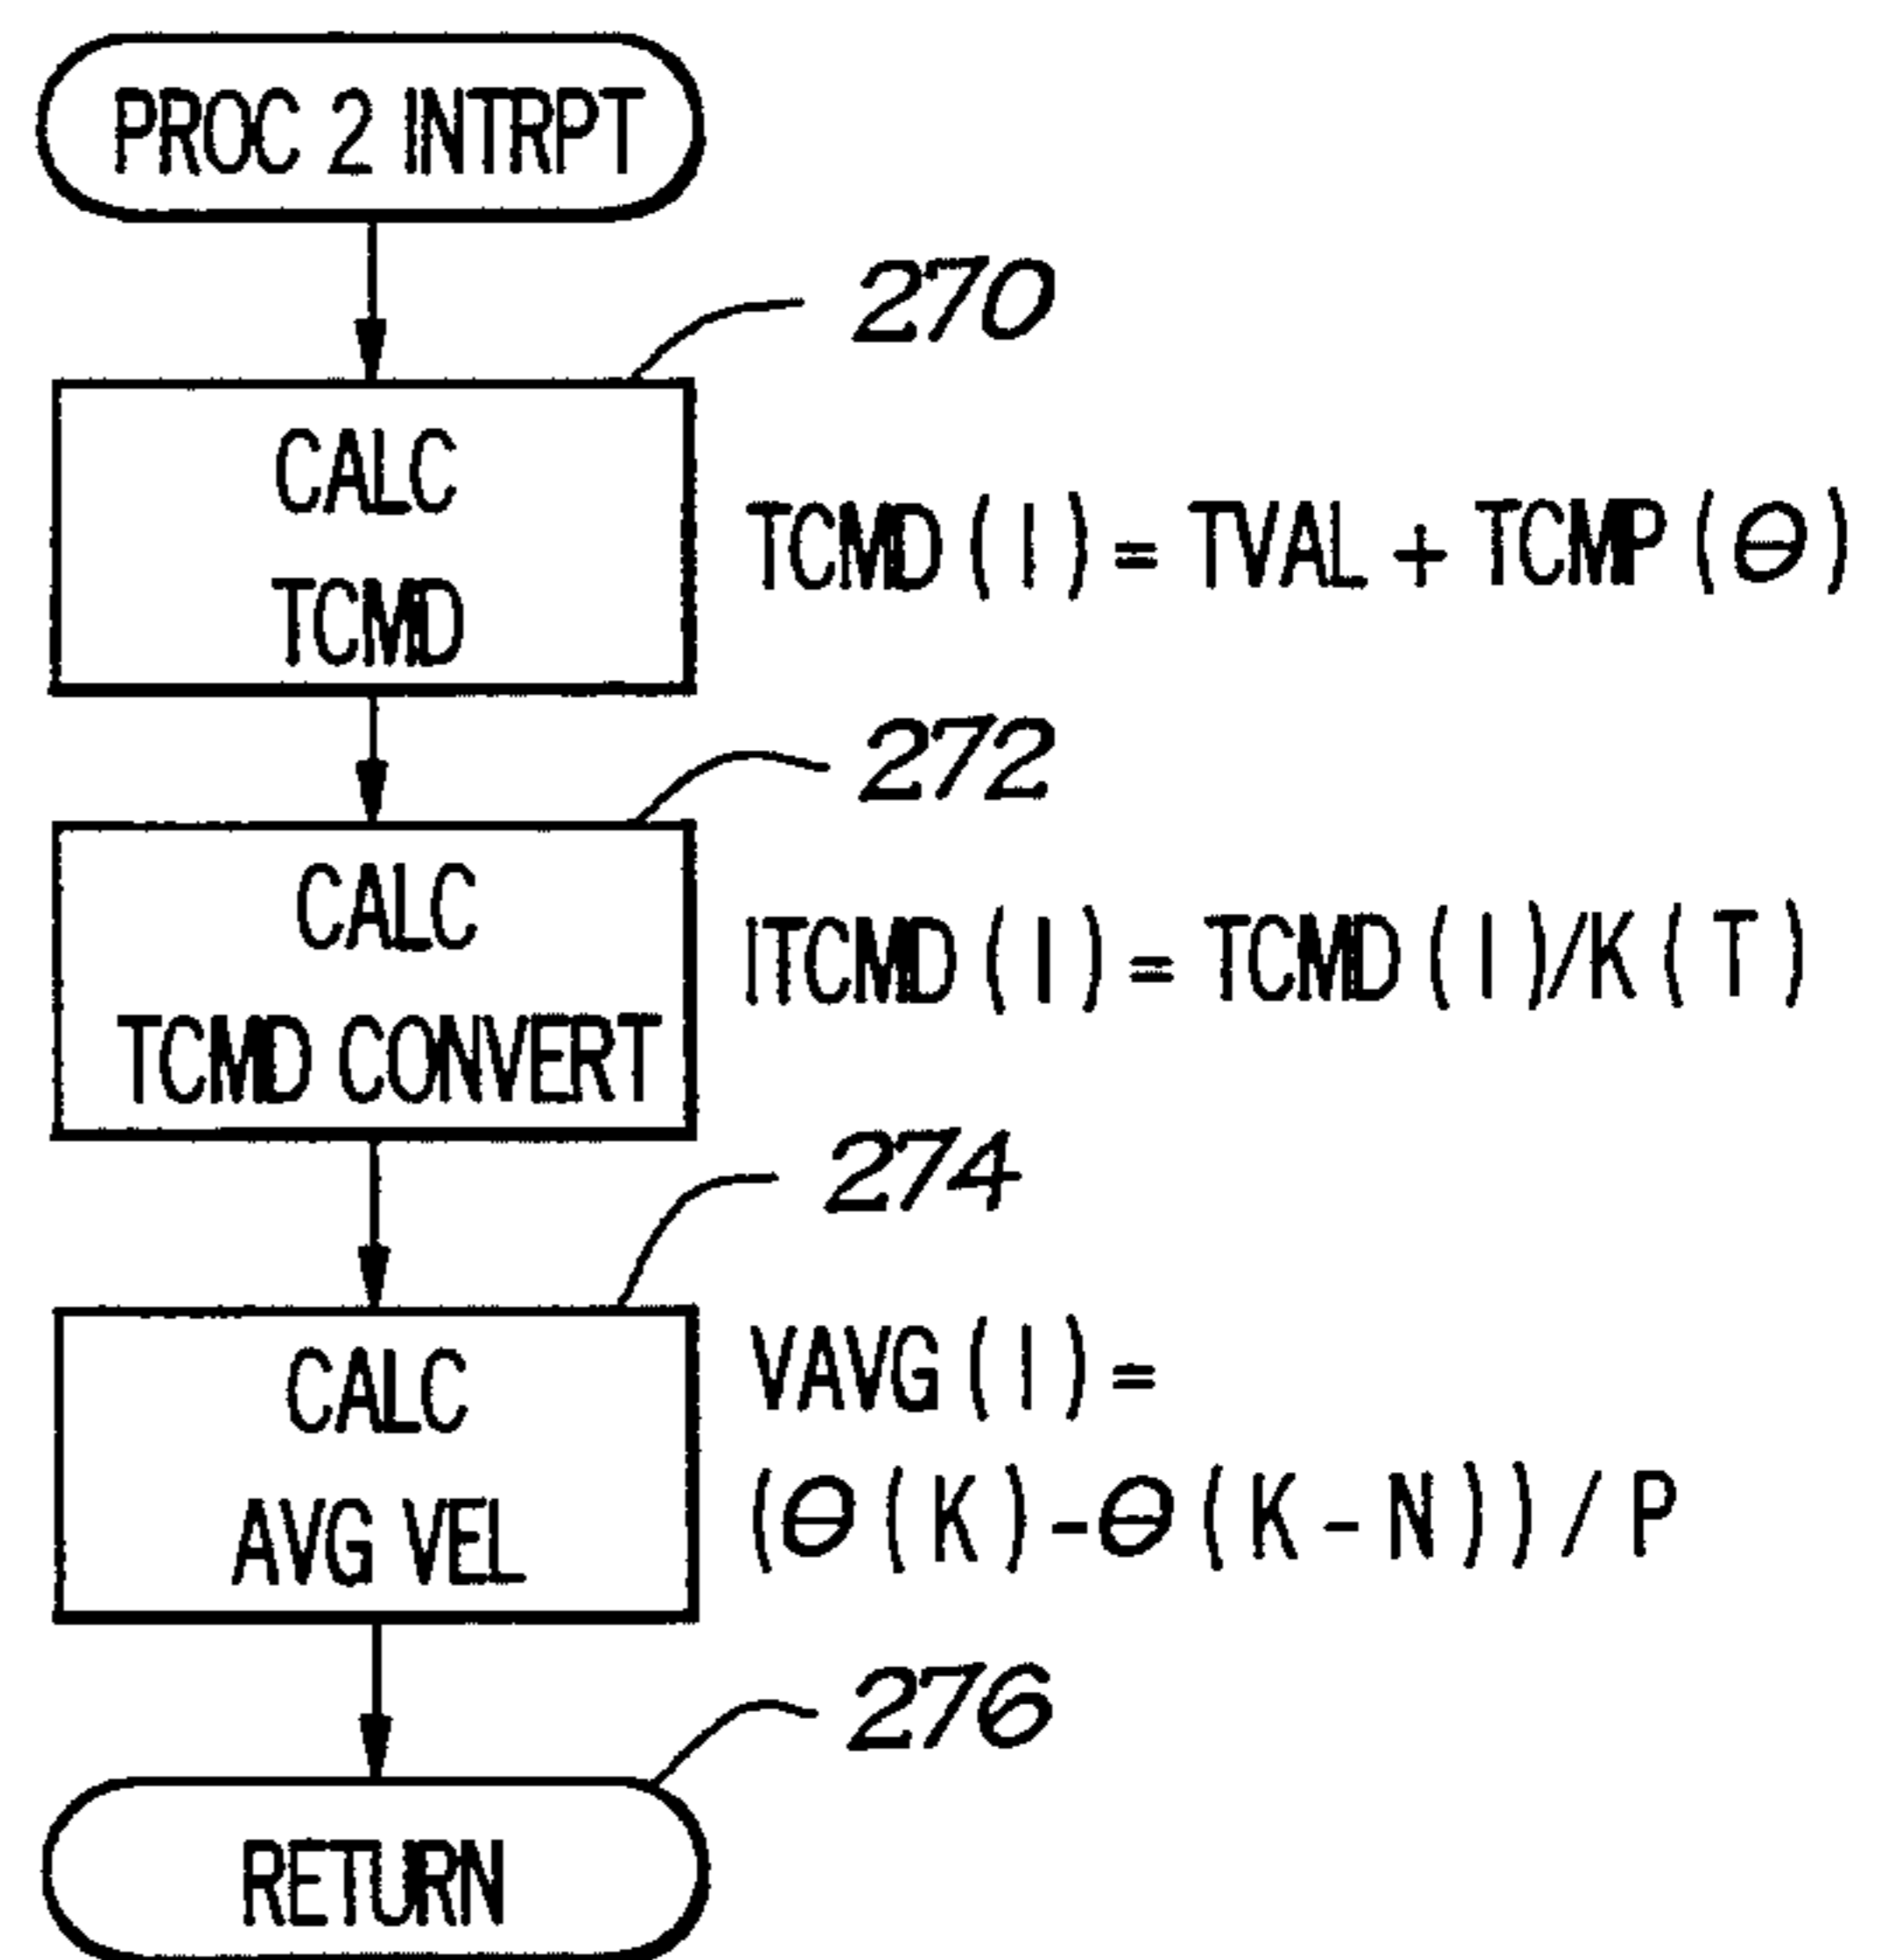 PROC 2 INTRPT
270
CALC
TCMD
TCMD(I) = TVAL + TCMP(θ)
272
CALC
TCMD CONVERT
ITCMD(I) = TCMD(I)/K(T)
274
CALC
AVG VEL
VAVG(I) =
(θ(K)-θ(K-N))/P
276
RETURN